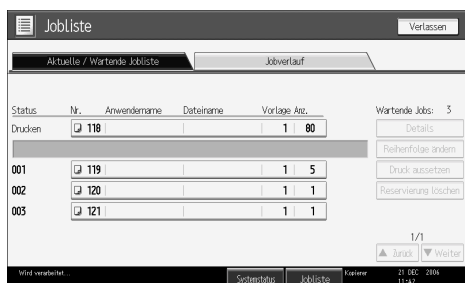 Jobliste
Verlassen
Aktuelle / Wartende Jobliste
Jobverlauf
Status Nr. Anwendername Dateiname Vorlage Anz.
Wartende Jobs: 3
Drucken 118 1 80
Details
Reihenfolge ändern
001 119 1 5
Druck aussetzen
002 120 1 1
Reservierung löschen
003 121 1 1
1/1
▲ Zurück ▼ Weiter
Wird verarbeitet...
Systemstatus
Jobliste
Kopierer
21 DEC 2006
11:42